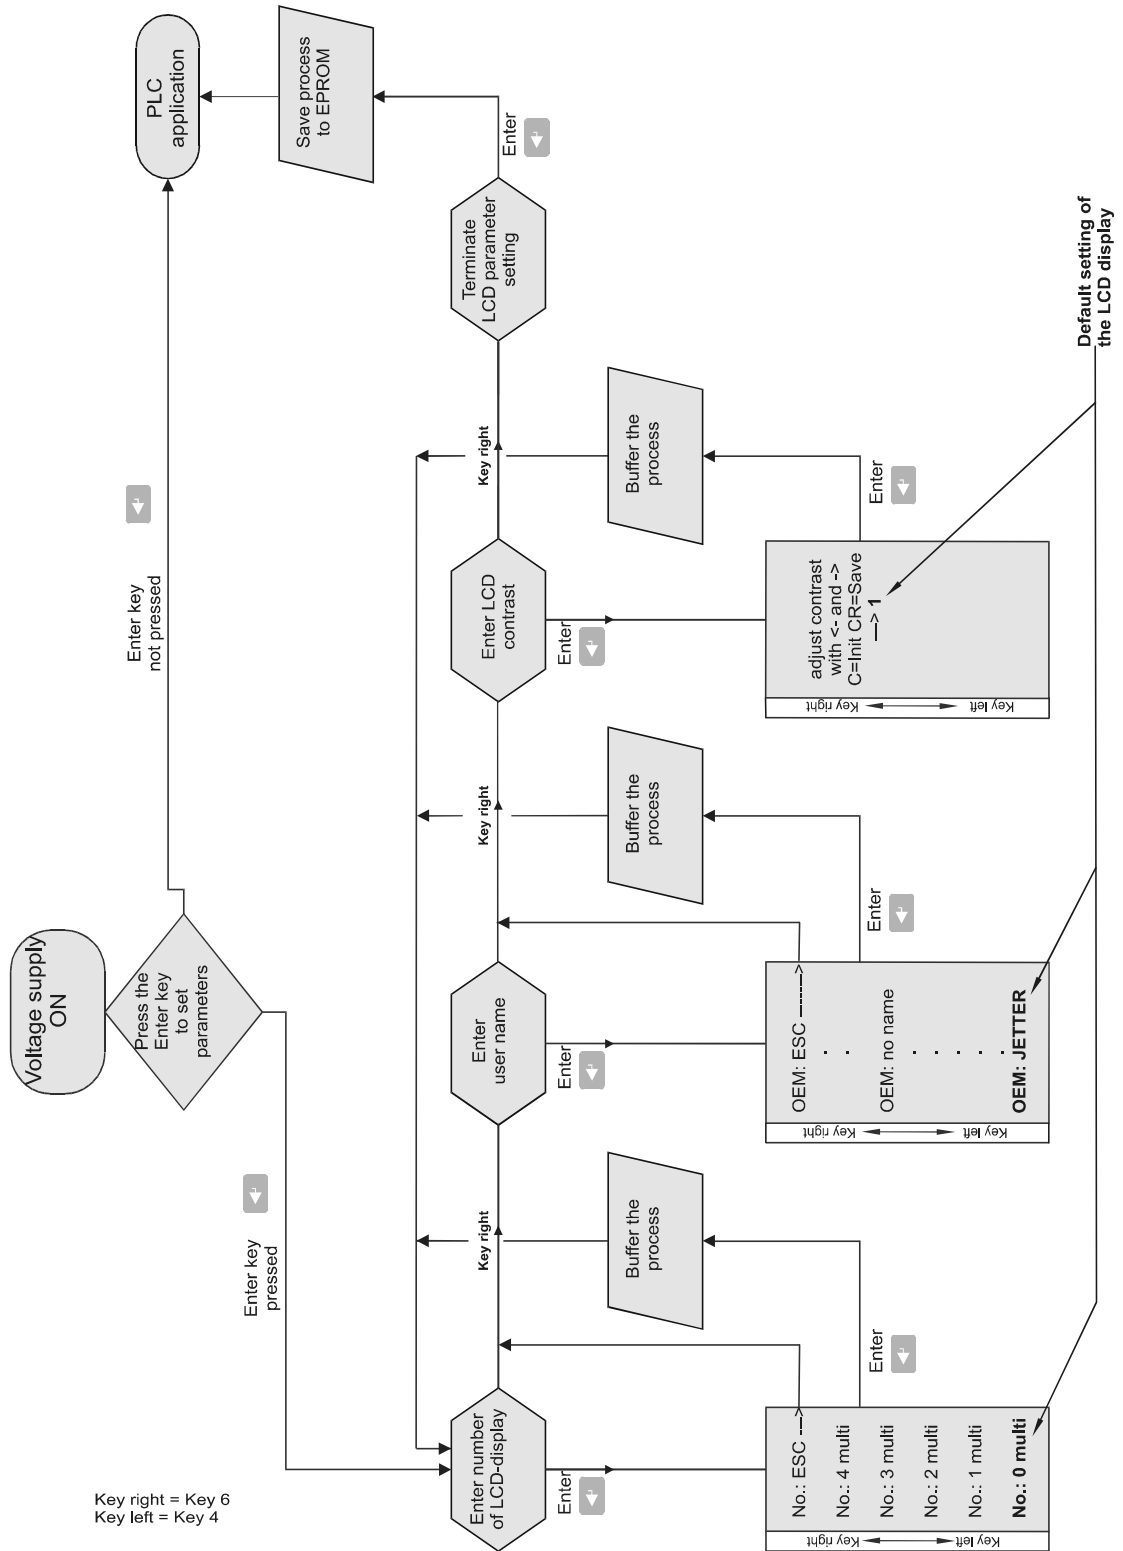 Voltage supply
ON
Press the
Enter key
to set
parameters
Enter key
not pressed
PLC
application
Enter key
pressed
Save process
to EPROM
Enter number
of LCD-display
Key right
Enter
user name
Key right
Enter LCD
contrast
Key right
Terminate
LCD parameter
setting
Enter
Enter
Enter
Enter
Buffer the
process
Buffer the
process
Buffer the
process
Key right
Key left
No.: ESC ---->
No.: 4 multi
No.: 3 multi
No.: 2 multi
No.: 1 multi
No.: 0 multi
Enter
Key right
Key left
OEM: ESC ------->
. .
OEM: no name
. . . . .
OEM: JETTER
Enter
Key right
Key left
adjust contrast
with <- and ->
C=Init CR=Save
---> 1
Enter
Default setting of
the LCD display
Key right = Key 6
Key left = Key 4